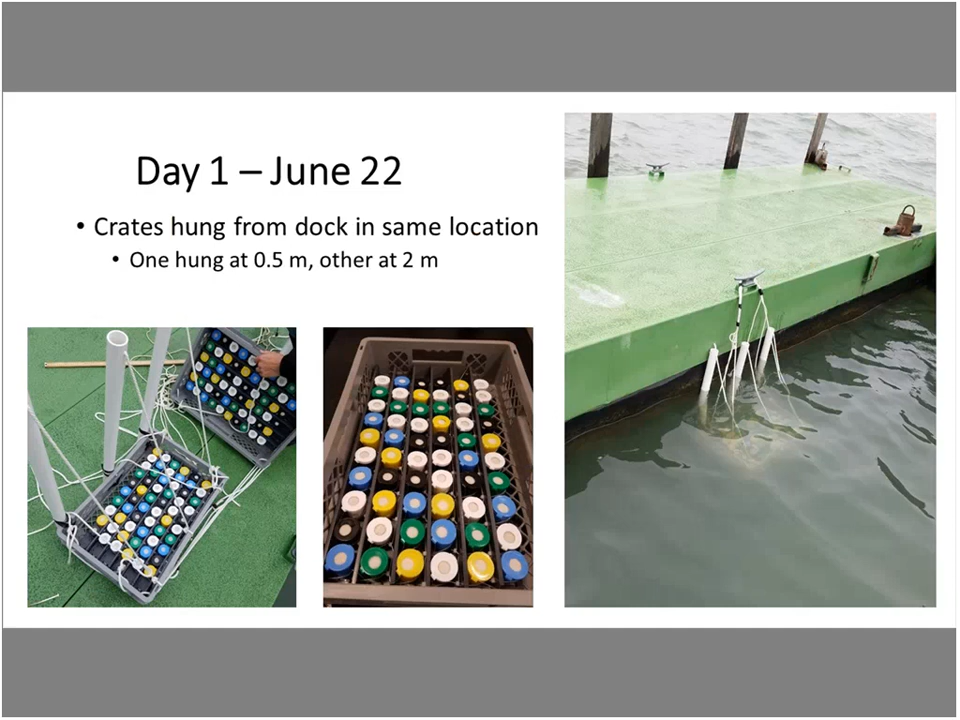 Day 1 – June 22
• Crates hung from dock in same location
• One hung at 0.5 m, other at 2 m